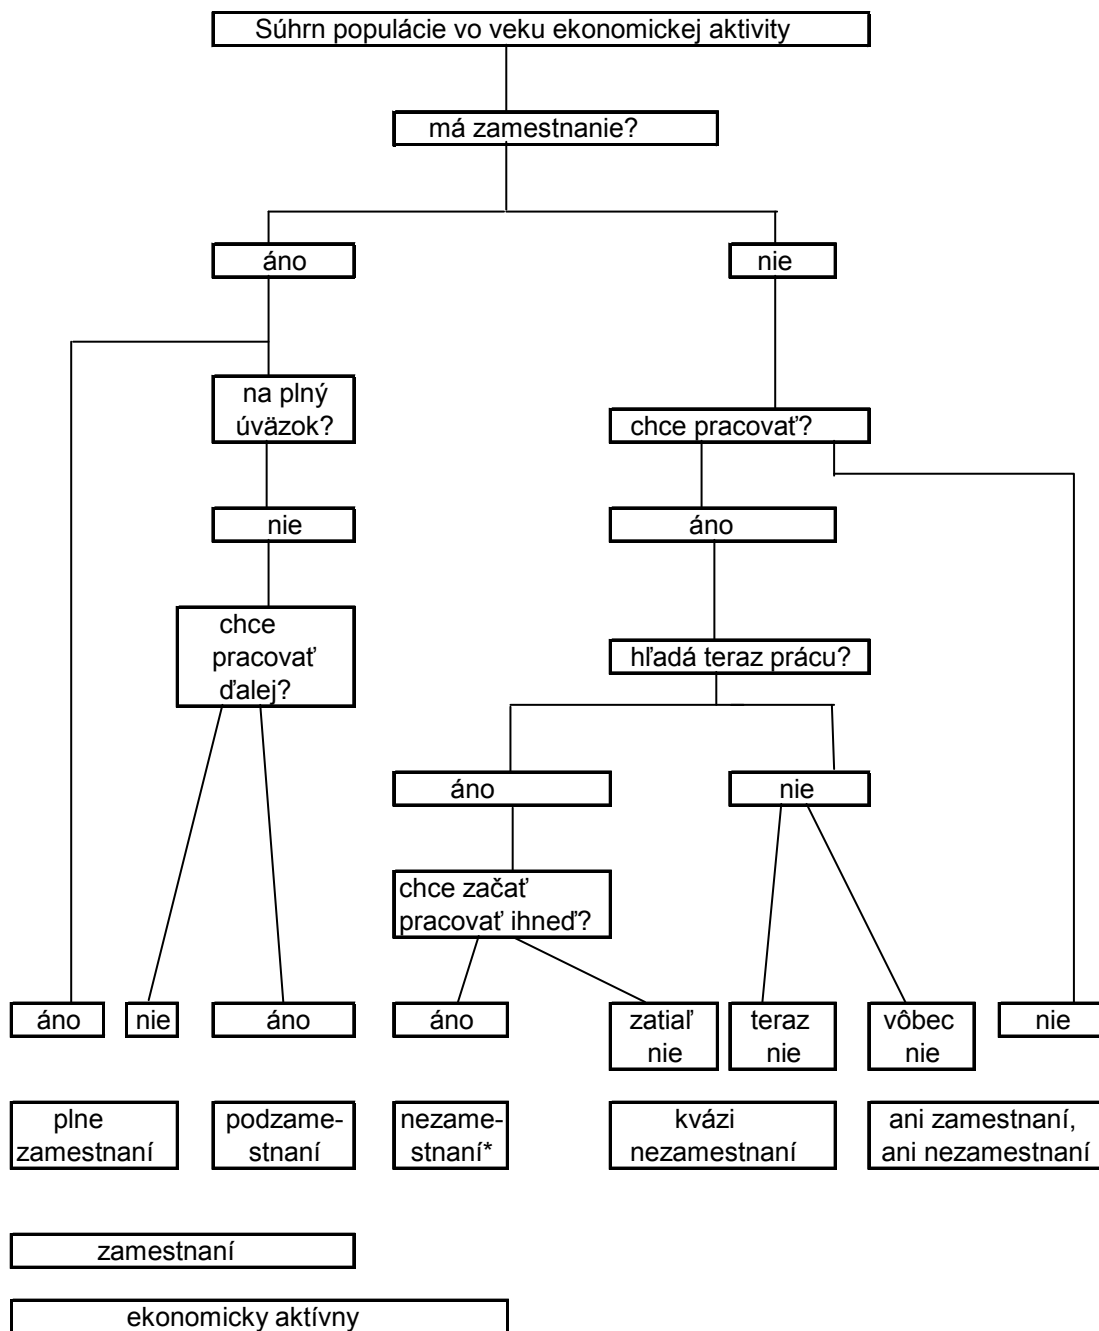 Súhrn populácie vo veku ekonomickej aktivity
má zamestnanie?
áno
nie
na plný
úväzok?
chce pracovať?
nie
áno
chce
pracovať
ďalej?
hľadá teraz prácu?
áno
nie
chce začať
pracovať ihneď?
áno
nie
áno
áno
zatiaľ
nie
teraz
nie
vôbec
nie
nie
plne
zamestnaní
podzame-
stnaní
nezame-
stnaní*
kvázi
nezamestnaní
ani zamestnaní,
ani nezamestnaní
zamestnaní
ekonomicky aktívny